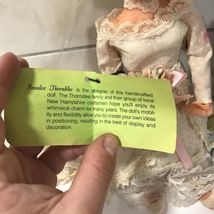 Annalee Thorndike is the designer of this handcrafted
doll. The Thorndike family and their group of local
New Hampshire craftsmen hope you'll enjoy its
whimsical charm for many years. The doll's mobil-
ity and flexibility allow you to create your own ideas
in positioning, resulting in the best of display and
decoration.